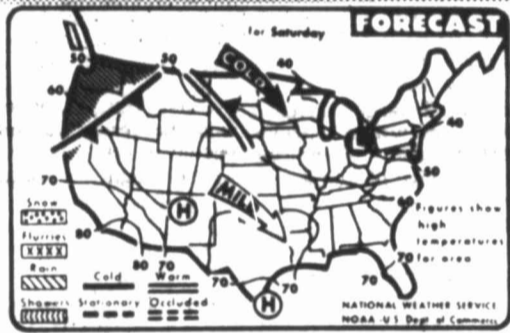 FORECAST
for Saturday
COLD
50
50
40
60
L
40
50
70
MILD
60
H
Figures show
high
temperatures
for area
80
80
70
70
70
70
70
H
Snow
Flurries
Rain
Showers
Cold
Warm
Stationary
Occluded
NATIONAL WEATHER SERVICE
NOAA U S Dept of Commerce